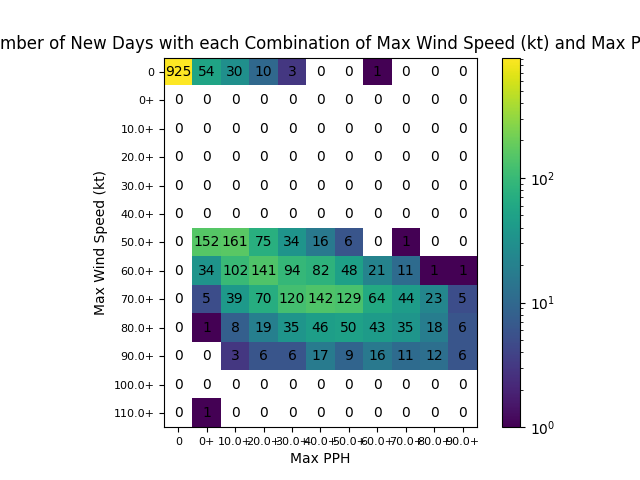 mber of New Days with each Combination of Max Wind Speed (kt) and Max P
0 925 54 30 10 3 0 0 1 0 0 0
0+ 0 0 0 0 0 0 0 0 0 0 0
10.0+ 0 0 0 0 0 0 0 0 0 0 0
20.0+ 0 0 0 0 0 0 0 0 0 0 0
30.0+ 0 0 0 0 0 0 0 0 0 0 0
40.0+ 0 0 0 0 0 0 0 0 0 0 0
50.0+ 0 152 161 75 34 16 6 0 1 0 0
60.0+ 0 34 102 141 94 82 48 21 11 1 1
70.0+ 0 5 39 70 120 142 129 64 44 23 5
80.0+ 0 1 8 19 35 46 50 43 35 18 6
90.0+ 0 0 3 6 6 17 9 16 11 12 6
100.0+ 0 0 0 0 0 0 0 0 0 0 0
110.0+ 0 1 0 0 0 0 0 0 0 0 0
0 0+ 10.0+ 20.0+ 30.0+ 40.0+ 50.0+ 60.0+ 70.0+ 80.0+ 90.0+
Max PPH
Max Wind Speed (kt)
10²
10¹
10⁰